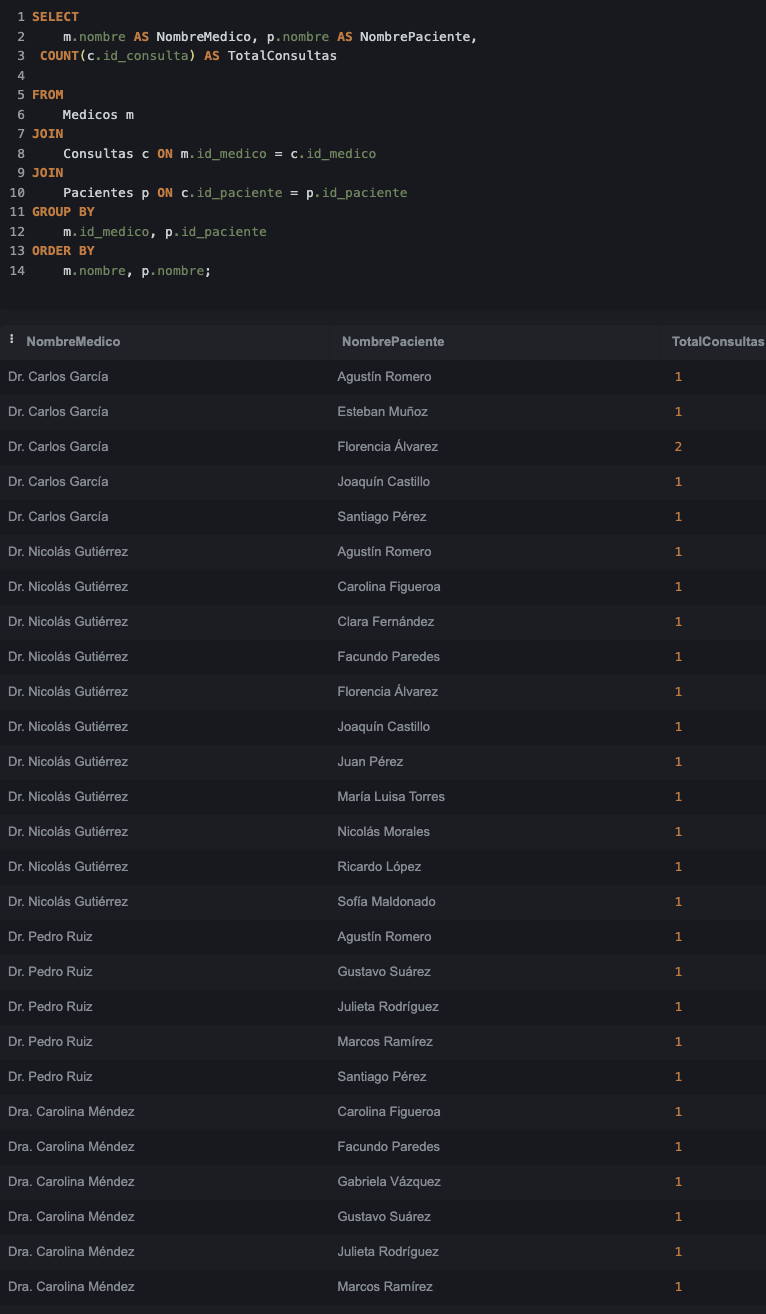 1 SELECT
2 m.nombre AS NombreMedico, p.nombre AS NombrePaciente,
3 COUNT(c.id_consulta) AS TotalConsultas
4
5 FROM
6 Medicos m
7 JOIN
8 Consultas c ON m.id_medico = c.id_medico
9 JOIN
10 Pacientes p ON c.id_paciente = p.id_paciente
11 GROUP BY
12 m.id_medico, p.id_paciente
13 ORDER BY
14 m.nombre, p.nombre;
NombreMedico NombrePaciente TotalConsultas
Dr. Carlos García Agustín Romero 1
Dr. Carlos García Esteban Muñoz 1
Dr. Carlos García Florencia Álvarez 2
Dr. Carlos García Joaquín Castillo 1
Dr. Carlos García Santiago Pérez 1
Dr. Nicolás Gutiérrez Agustín Romero 1
Dr. Nicolás Gutiérrez Carolina Figueroa 1
Dr. Nicolás Gutiérrez Clara Fernández 1
Dr. Nicolás Gutiérrez Facundo Paredes 1
Dr. Nicolás Gutiérrez Florencia Álvarez 1
Dr. Nicolás Gutiérrez Joaquín Castillo 1
Dr. Nicolás Gutiérrez Juan Pérez 1
Dr. Nicolás Gutiérrez María Luisa Torres 1
Dr. Nicolás Gutiérrez Nicolás Morales 1
Dr. Nicolás Gutiérrez Ricardo López 1
Dr. Nicolás Gutiérrez Sofía Maldonado 1
Dr. Pedro Ruiz Agustín Romero 1
Dr. Pedro Ruiz Gustavo Suárez 1
Dr. Pedro Ruiz Julieta Rodríguez 1
Dr. Pedro Ruiz Marcos Ramírez 1
Dr. Pedro Ruiz Santiago Pérez 1
Dra. Carolina Méndez Carolina Figueroa 1
Dra. Carolina Méndez Facundo Paredes 1
Dra. Carolina Méndez Gabriela Vázquez 1
Dra. Carolina Méndez Gustavo Suárez 1
Dra. Carolina Méndez Julieta Rodríguez 1
Dra. Carolina Méndez Marcos Ramírez 1